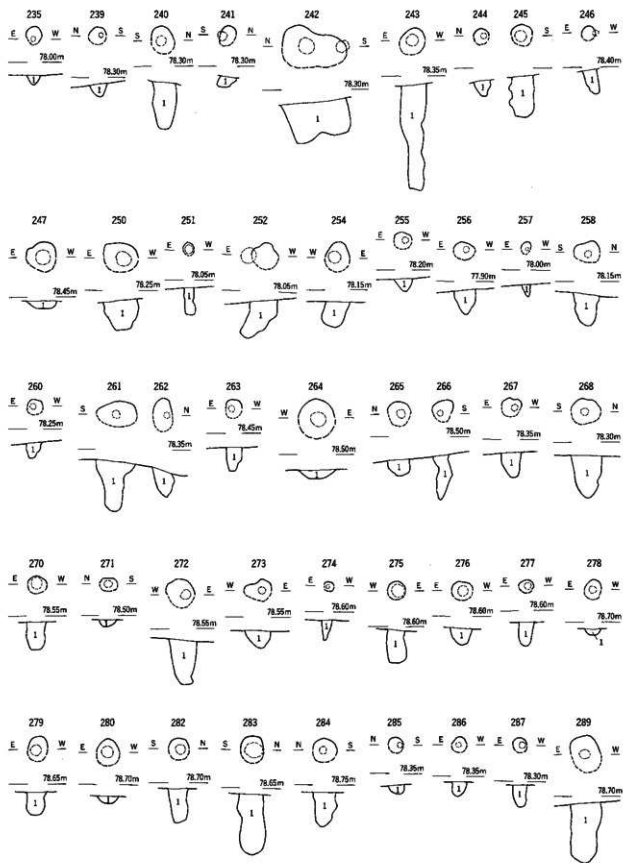 235 239 240 241 242 243 244 245 246
E W N S S N S N N S E W N S E W
78.00m 78.30m 78.30m 78.30m 78.30m 78.35m 78.30m 78.40m
1 1 1 1 1 1 1 1 1
247 250 251 252 254 255 256 257 258
E W E W E W E W W E E W E W E W S N
78.45m 78.25m 78.05m 78.05m 78.15m 78.20m 77.90m 78.00m 78.15m
1 1 1 1 1 1 1 1 1
260 261 262 263 264 265 266 267 268
E W S N E W W E N S E W S N
78.25m 78.35m 78.45m 78.50m 78.50m 78.35m 78.30m
1 1 1 1 1 1 1 1 1
270 271 272 273 274 275 276 277 278
E W N S W E W E E W W E E W E W E W
78.55m 78.50m 78.55m 78.55m 78.60m 78.60m 78.60m 78.60m 78.70m
1 1 1 1 1 1 1 1 1
279 280 282 283 284 285 286 287 289
E W E W S N S N N S N S E W E W E W
78.65m 78.70m 78.70m 78.65m 78.75m 78.35m 78.35m 78.30m 78.70m
1 1 1 1 1 1 1 1 1